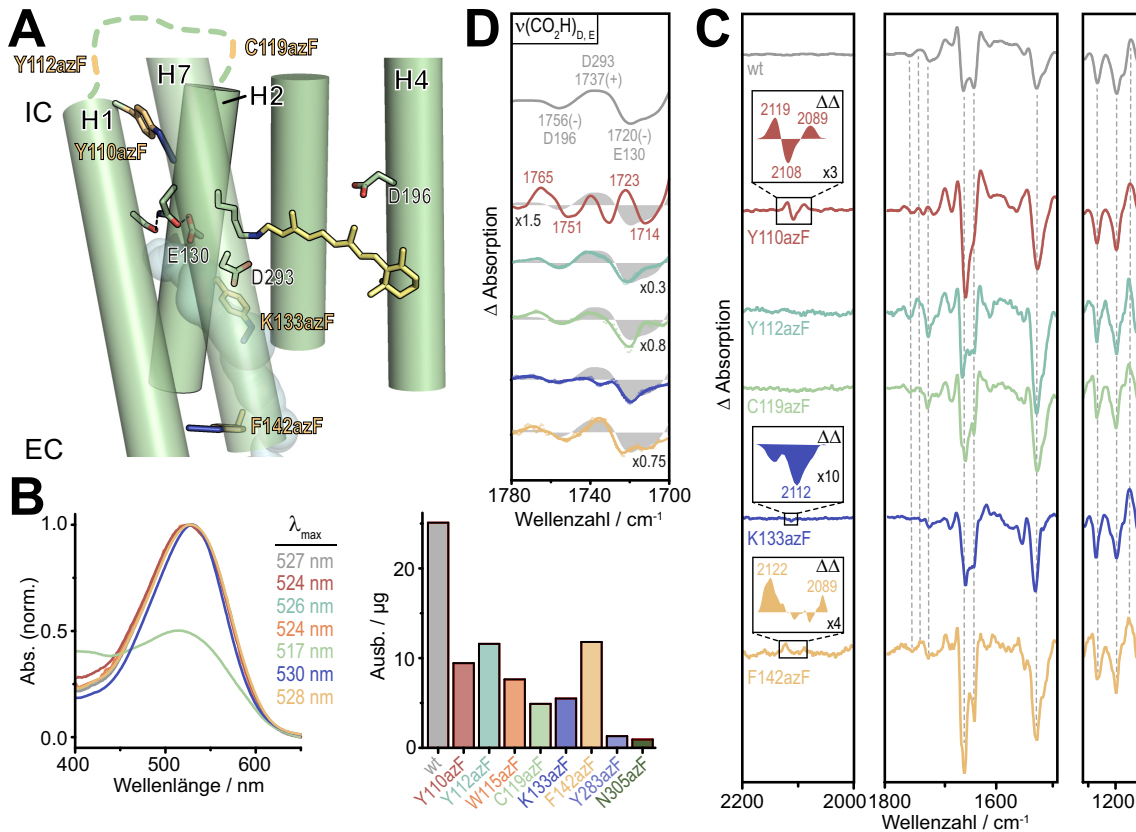 A
Y112azF
C119azF
H7
H4
H2
IC
H1
Y110azF
D196
E130
D293
K133azF
F142azF
EC
B
λmax
527 nm
524 nm
526 nm
524 nm
517 nm
530 nm
528 nm
1.0
0.5
0.0
Abs. (norm.)
400
500
600
Wellenlänge / nm
20
10
0
Ausb. / µg
wt
Y110azF
Y112azF
W115azF
C119azF
K133azF
F142azF
Y283azF
N305azF
D
ν(CO₂H)D, E
D293
1737(+)
1756(-)
D196
1720(-)
E130
1765
1723
x1.5
1751
1714
x0.3
x0.8
x0.75
Δ Absorption
1780
1740
1700
Wellenzahl / cm⁻¹
C
wt
ΔΔ
2119
2089
2108
x3
Y110azF
Y112azF
C119azF
ΔΔ
x10
2112
K133azF
ΔΔ
2122
2089
x4
F142azF
Δ Absorption
2200
2000
1800
1600
1200
Wellenzahl / cm⁻¹